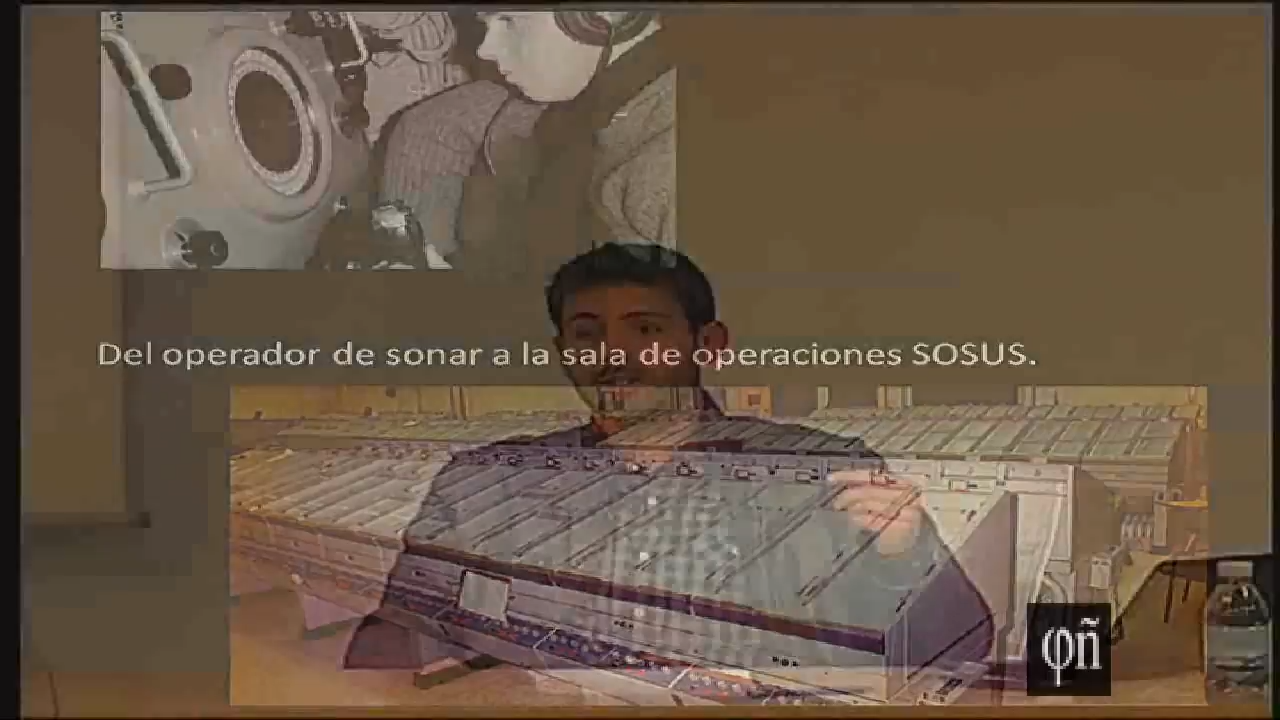 Del operador de sonar a la sala de operaciones SOSUS.
φñ